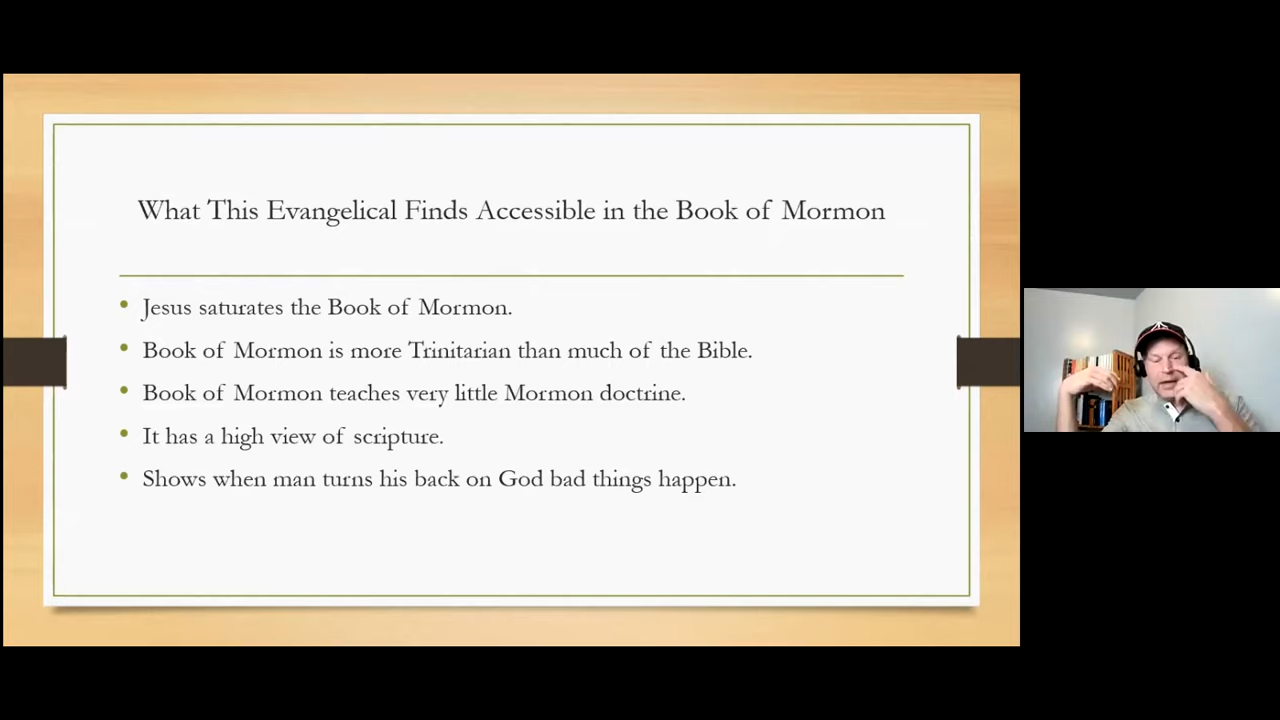 What This Evangelical Finds Accessible in the Book of Mormon
• Jesus saturates the Book of Mormon.
• Book of Mormon is more Trinitarian than much of the Bible.
• Book of Mormon teaches very little Mormon doctrine.
• It has a high view of scripture.
• Shows when man turns his back on God bad things happen.